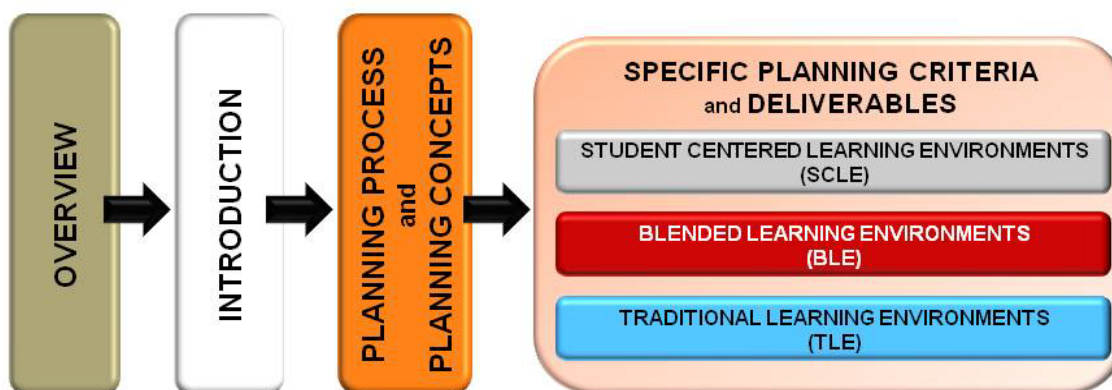 OVERVIEW
INTRODUCTION
PLANNING PROCESS
and
PLANNING CONCEPTS
SPECIFIC PLANNING CRITERIA
and DELIVERABLES
STUDENT CENTERED LEARNING ENVIRONMENTS
(SCLE)
BLENDED LEARNING ENVIRONMENTS
(BLE)
TRADITIONAL LEARNING ENVIRONMENTS
(TLE)